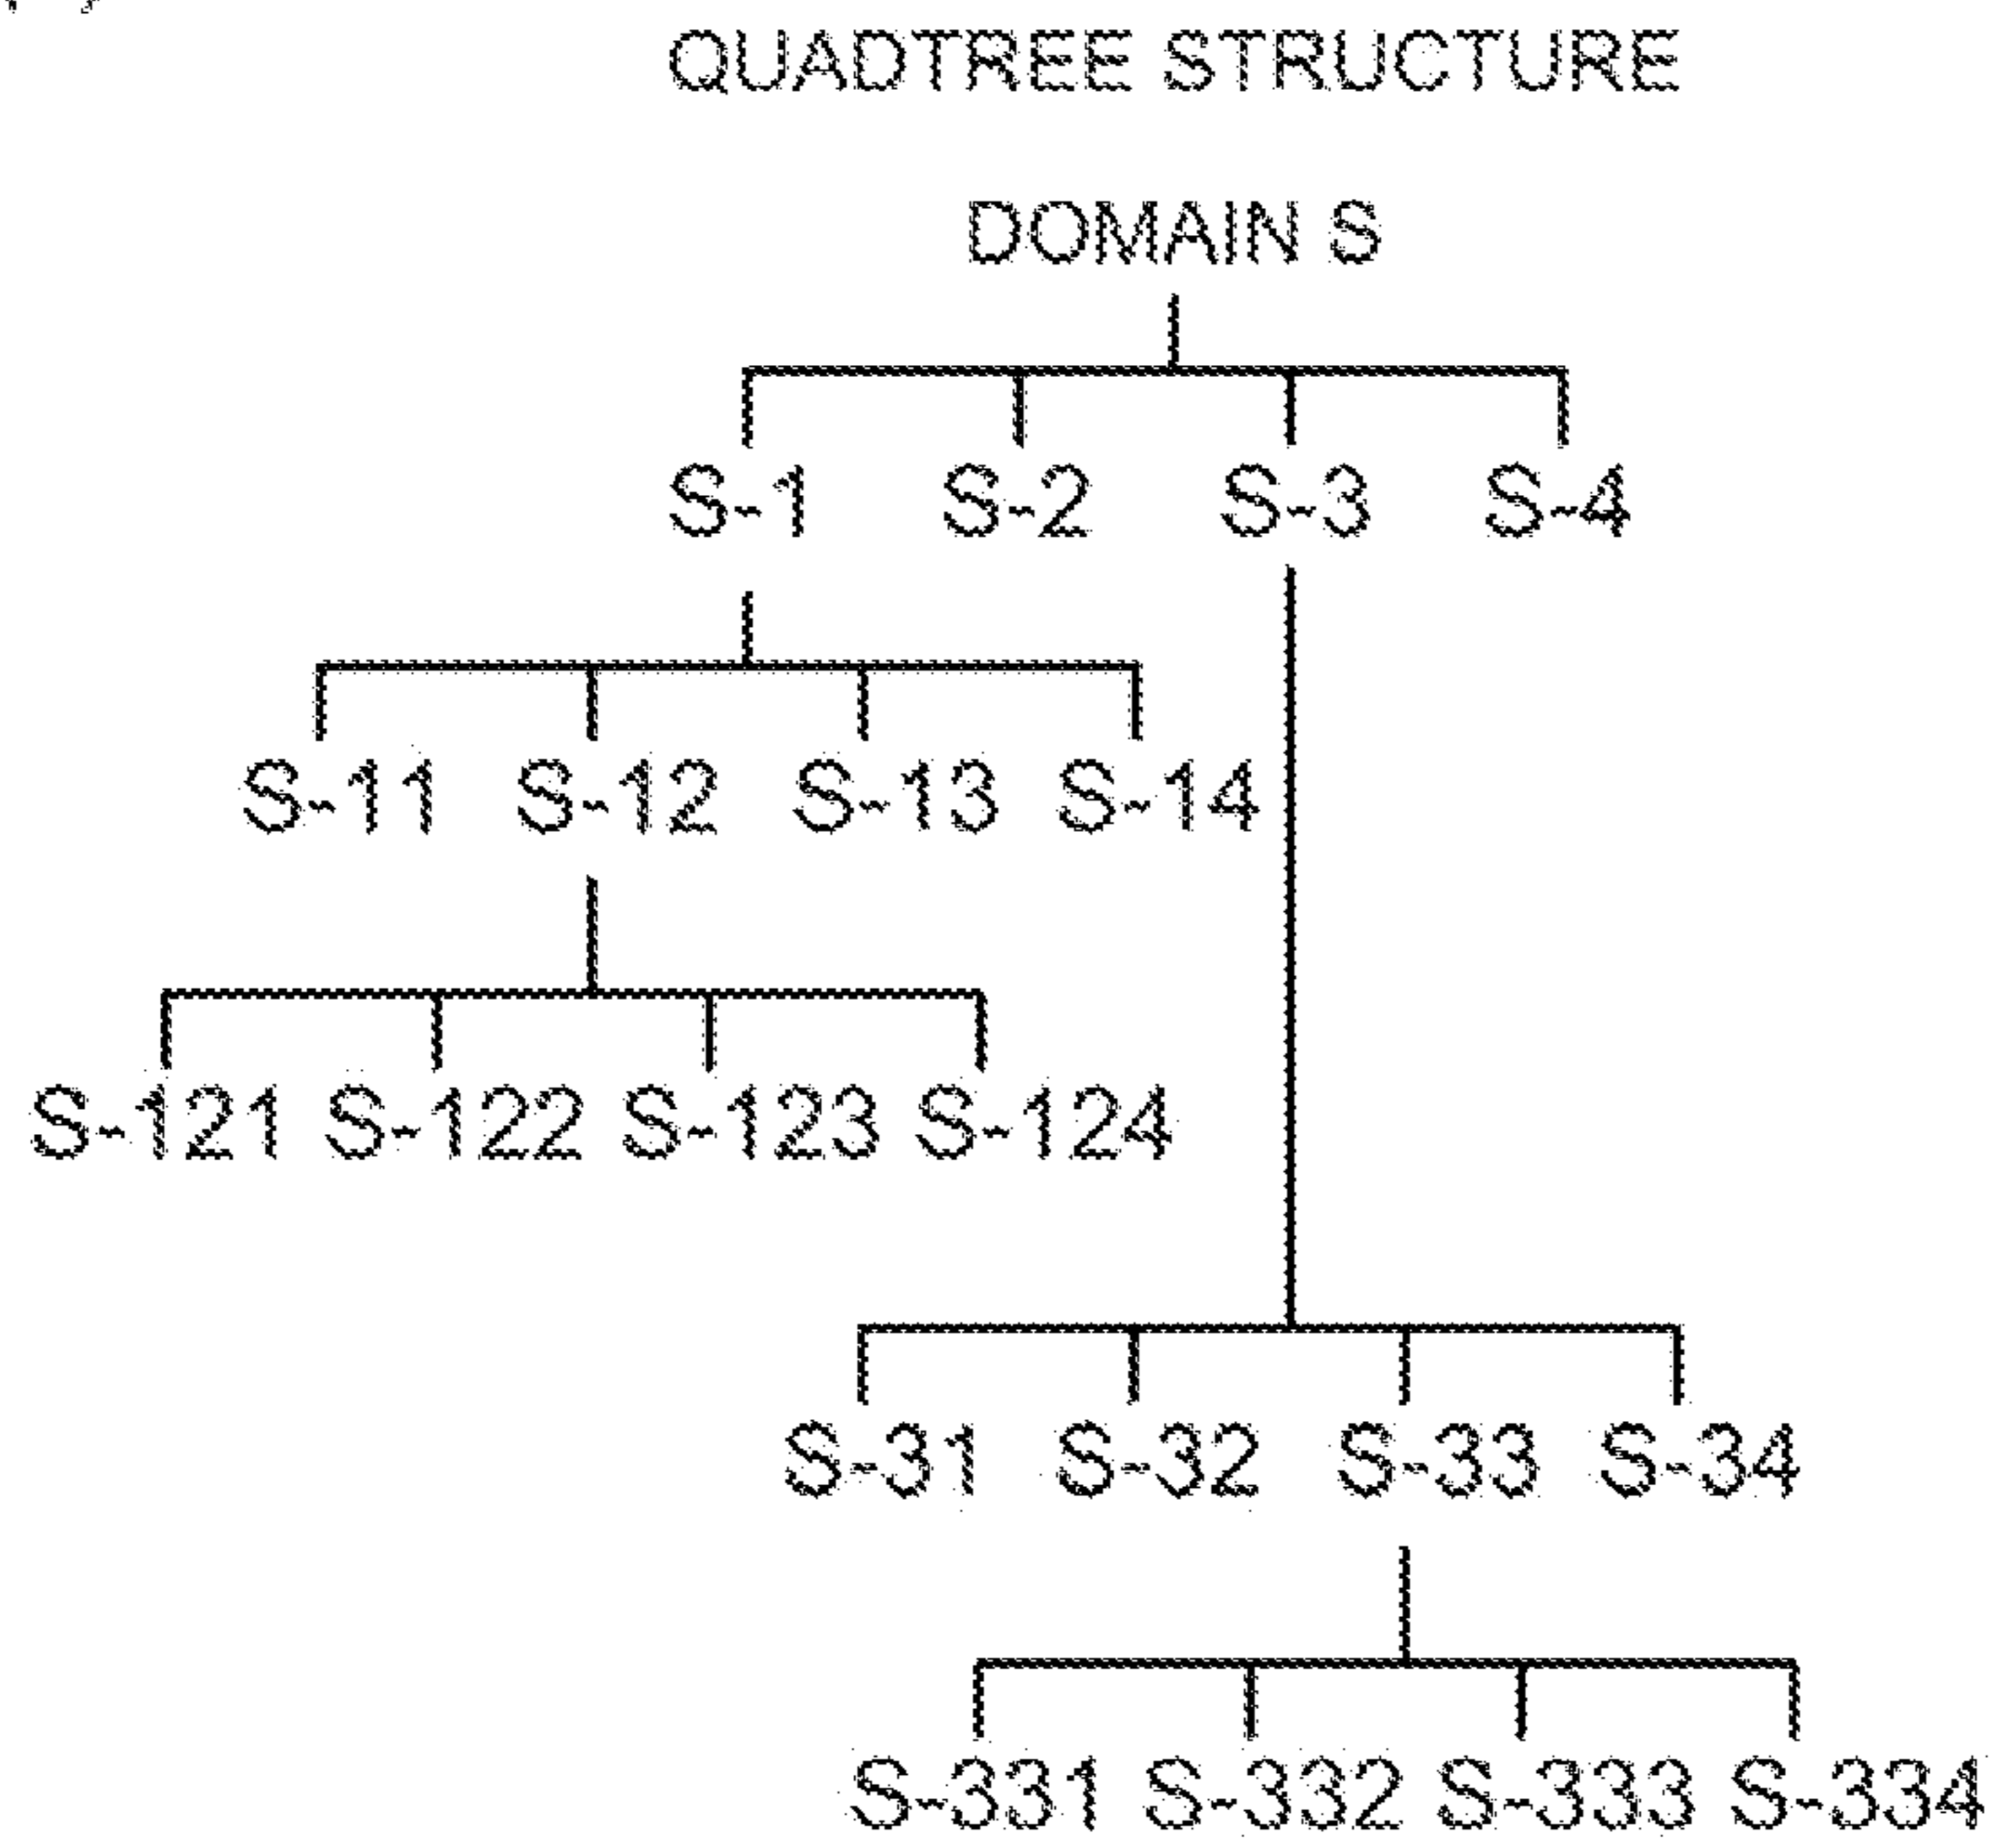 QUADTREE STRUCTURE
DOMAIN S
S-1 S-2 S-3 S-4
S-11 S-12 S-13 S-14
S-121 S-122 S-123 S-124
S-31 S-32 S-33 S-34
S-331 S-332 S-333 S-334